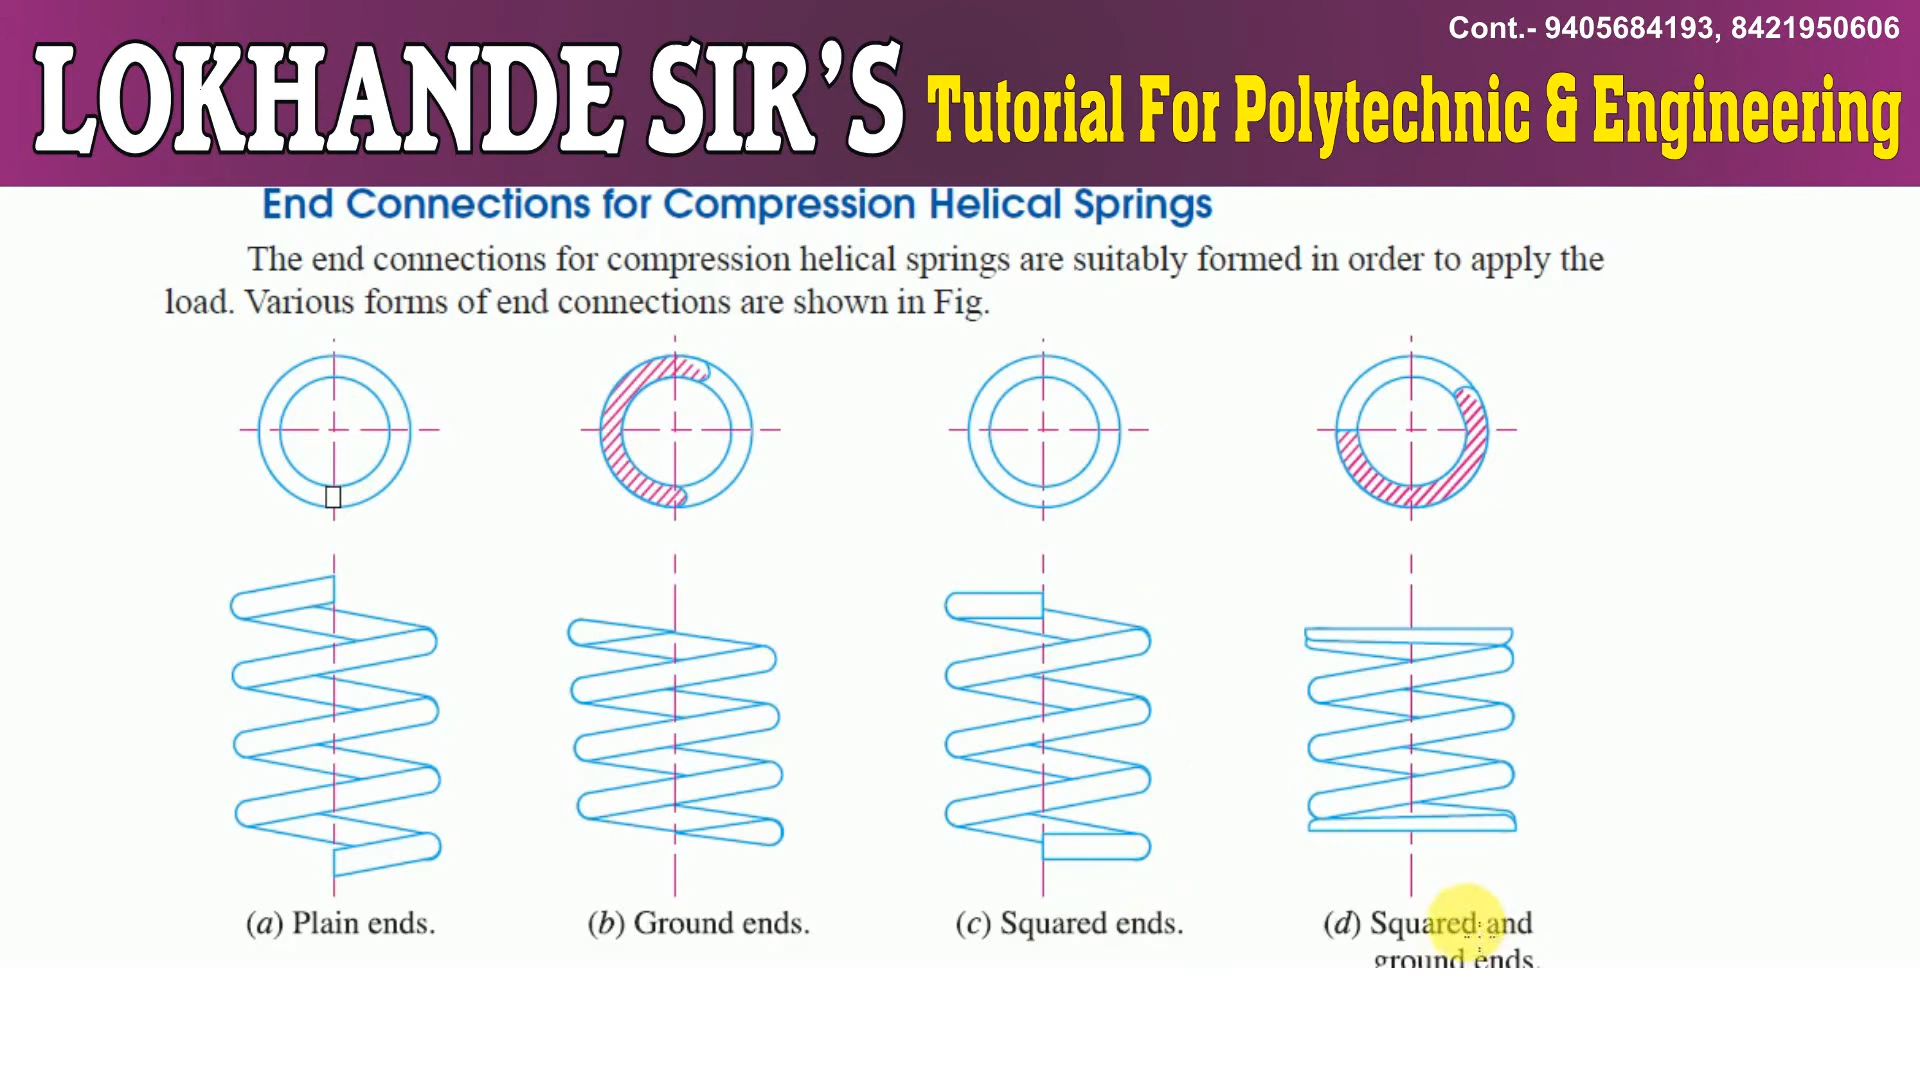 Cont.- 9405684193, 8421950606
LOKHANDE SIR'S Tutorial For Polytechnic & Engineering
End Connections for Compression Helical Springs
The end connections for compression helical springs are suitably formed in order to apply the
load. Various forms of end connections are shown in Fig.
(a) Plain ends.
(b) Ground ends.
(c) Squared ends.
(d) Squared and
ground ends.